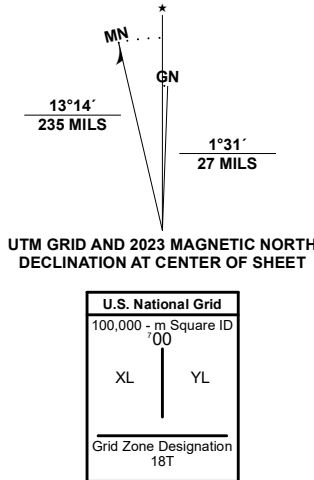 ★
MN
GN
13°14´
235 MILS
1°31´
27 MILS
UTM GRID AND 2023 MAGNETIC NORTH
DECLINATION AT CENTER OF SHEET
U.S. National Grid
100,000 - m Square ID
⁷00
XL YL
Grid Zone Designation
18T